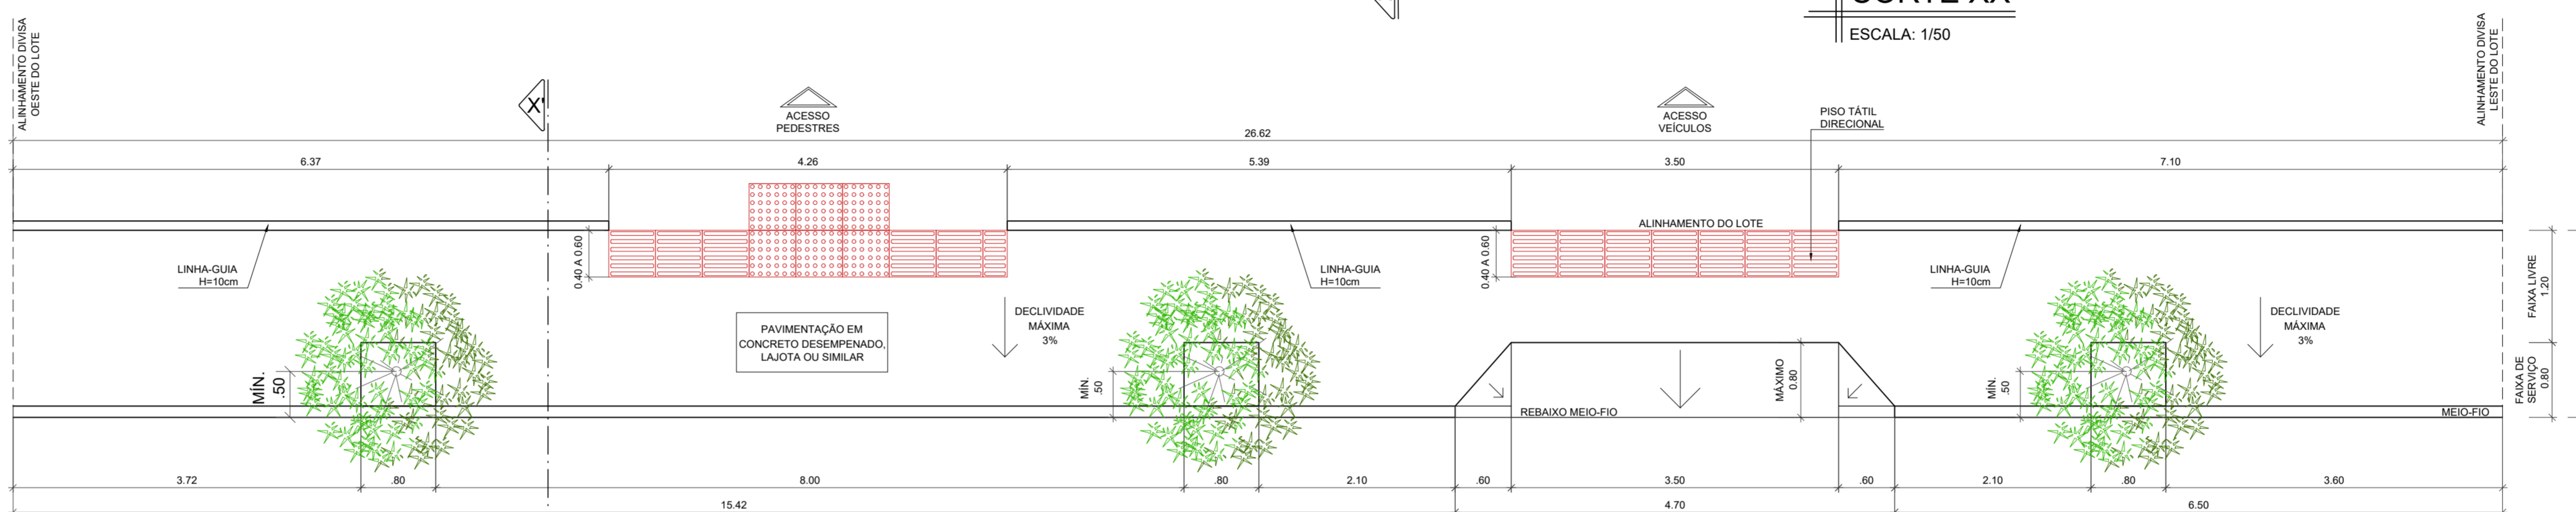 CORTE XX
ESCALA: 1/50
ALINHAMENTO DIVISA
OESTE DO LOTE
X'
ACESSO
PEDESTRES
ACESSO
VEÍCULOS
PISO TÁTIL
DIRECIONAL
ALINHAMENTO DIVISA
LESTE DO LOTE
26.62
6.37
4.26
5.39
3.50
7.10
LINHA-GUIA
H=10cm
0.40 A 0.60
LINHA-GUIA
H=10cm
0.40 A 0.60
ALINHAMENTO DO LOTE
LINHA-GUIA
H=10cm
FAIXA LIVRE
1.20
PAVIMENTAÇÃO EM
CONCRETO DESEMPENADO,
LAJOTA OU SIMILAR
DECLIVIDADE
MÁXIMA
3%
DECLIVIDADE
MÁXIMA
3%
MÍN.
.50
MÍN.
.50
MÁXIMO
0.80
MÍN.
.50
FAIXA DE
SERVIÇO
0.80
REBAIXO MEIO-FIO
MEIO-FIO
3.72
.80
8.00
.80
2.10
.60
3.50
.60
2.10
.80
3.60
15.42
4.70
6.50